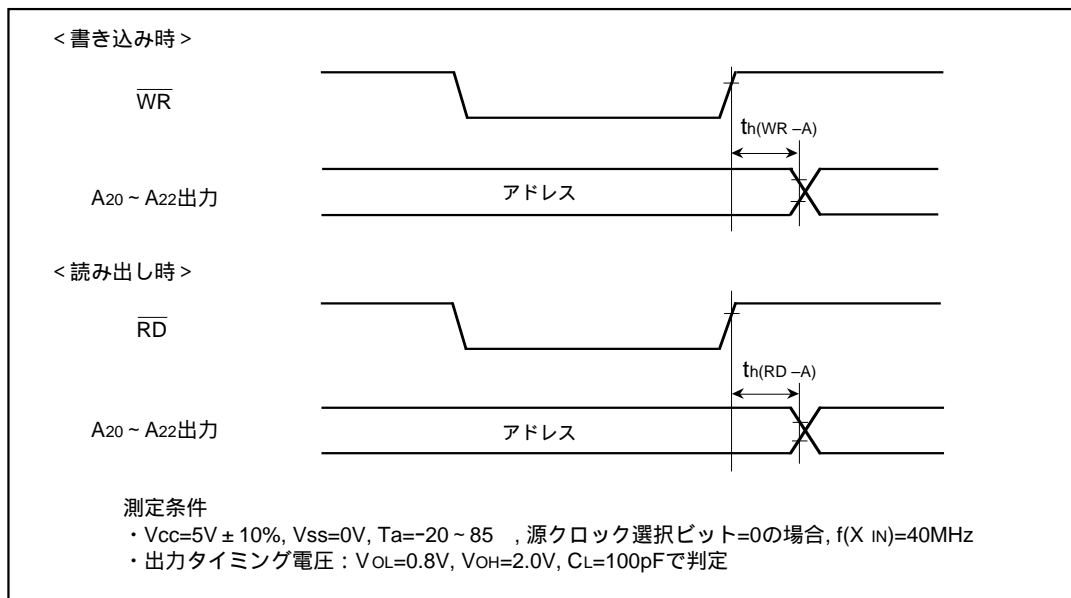 <書き込み時>
WR
th(WR –A)
A20 ~ A22出力
アドレス
<読み出し時>
RD
th(RD –A)
A20 ~ A22出力
アドレス
測定条件
・Vcc=5V±10%, Vss=0V, Ta=−20 ~ 85 , 源クロック選択ビット=0の場合, f(X IN)=40MHz
・出力タイミング電圧:VOL=0.8V, VOH=2.0V, CL=100pFで判定